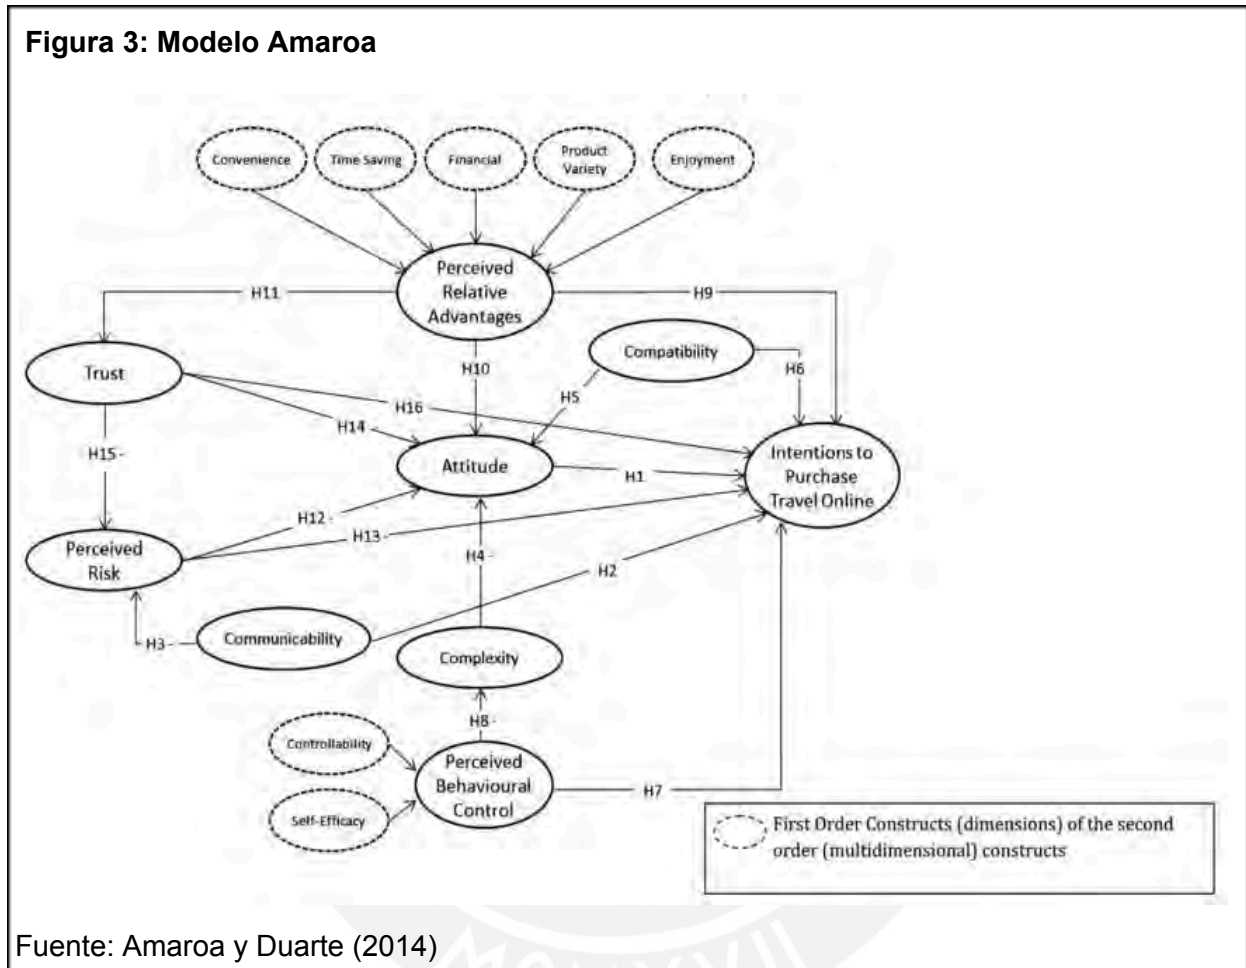 Figura 3: Modelo Amaroa
Convenience
Time Saving
Financial
Product
Variety
Enjoyment
Perceived
Relative
Advantages
H11
H9
Trust
H10
Compatibility
H6
H5
H16
H14
H15 -
Attitude
H1
Intentions to
Purchase
Travel Online
H12 -
H13 -
Perceived
Risk
H4 -
H2
H3 -
Communicability
Complexity
H8 -
Controllability
Self-Efficacy
Perceived
Behavioural
Control
H7
First Order Constructs (dimensions) of the second
order (multidimensional) constructs
Fuente: Amaroa y Duarte (2014)